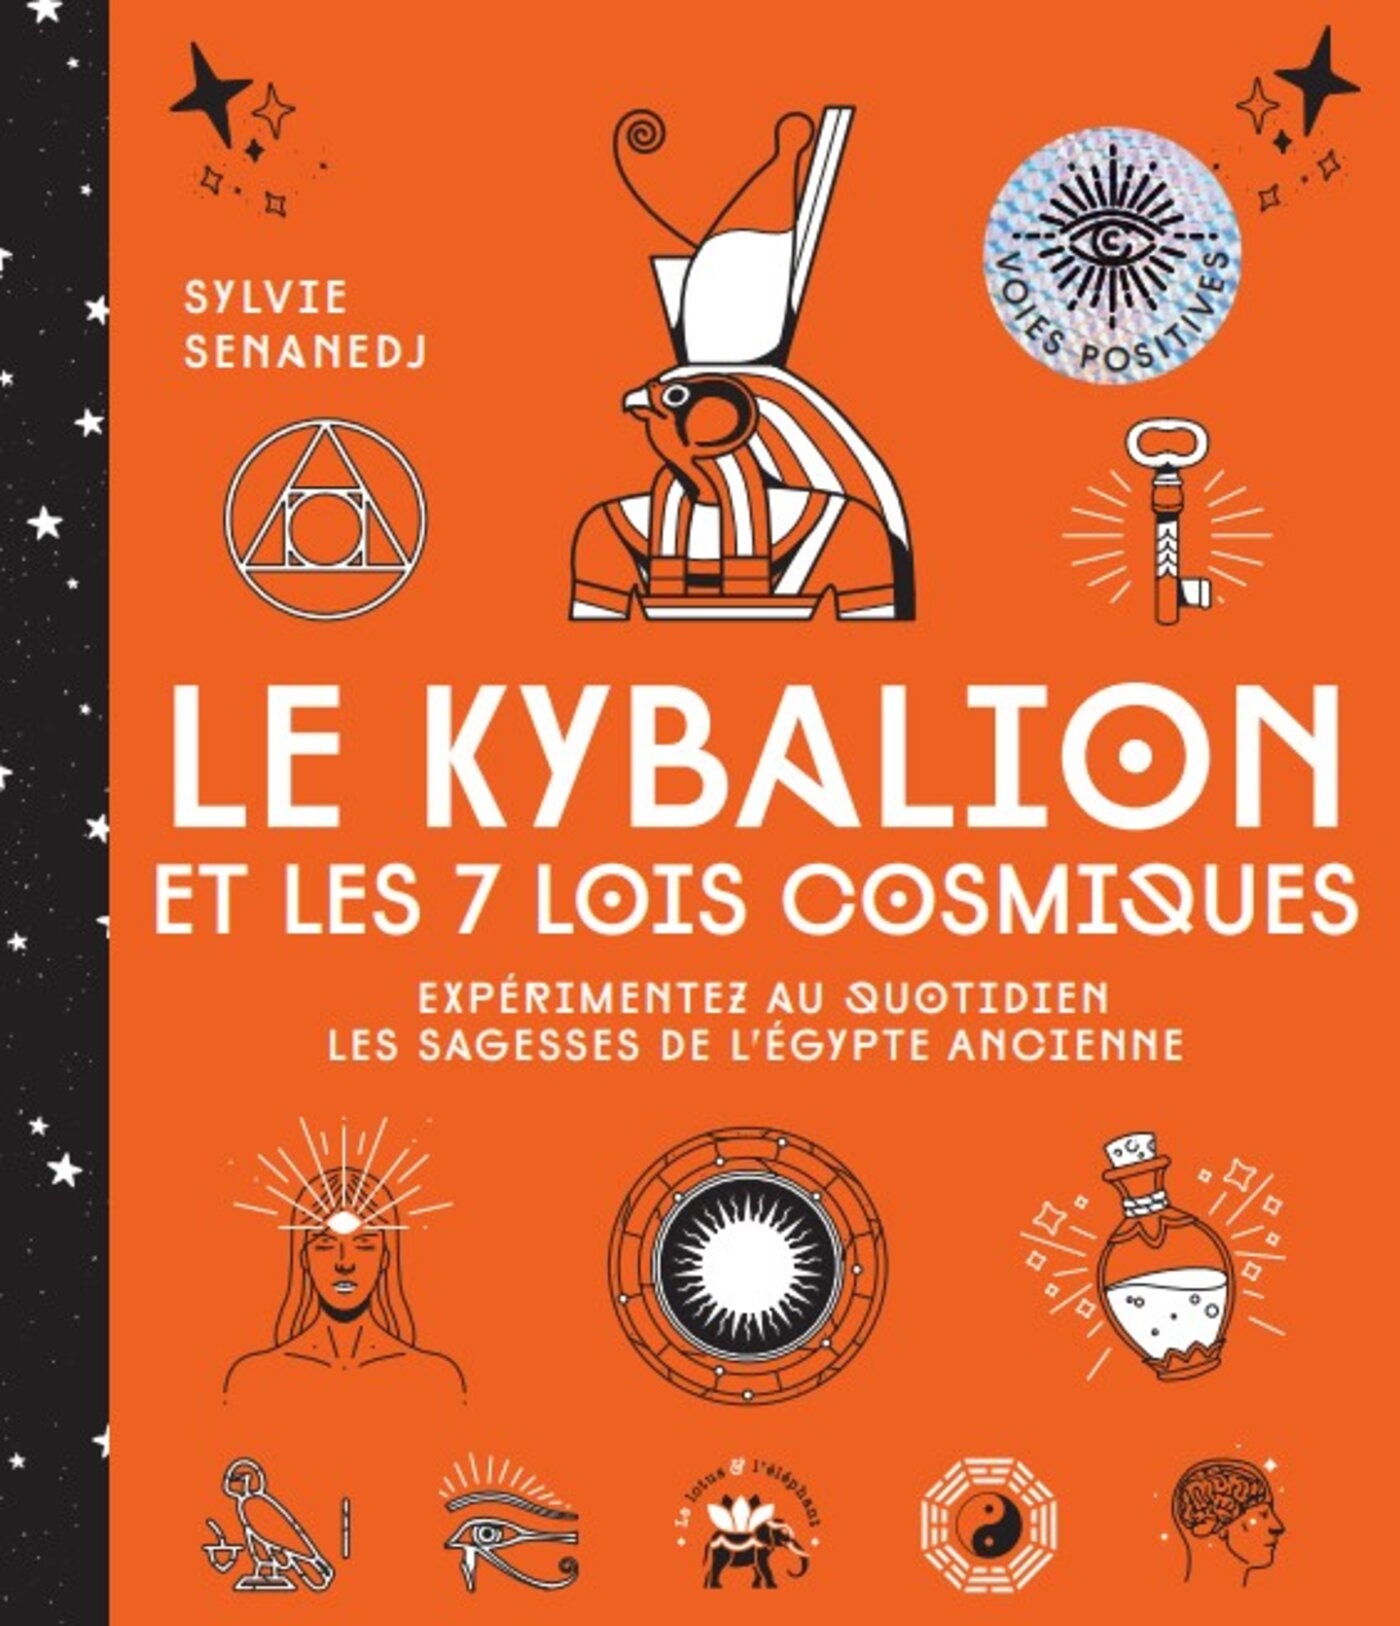 SYLVIE
SENANEDJ
VOIES POSITIVES
LE KYBALION
ET LES 7 LOIS COSMIQUES
EXPÉRIMENTEZ AU QUOTIDIEN
LES SAGESSES DE L'ÉGYPTE ANCIENNE
Le lotus & l'éléphant